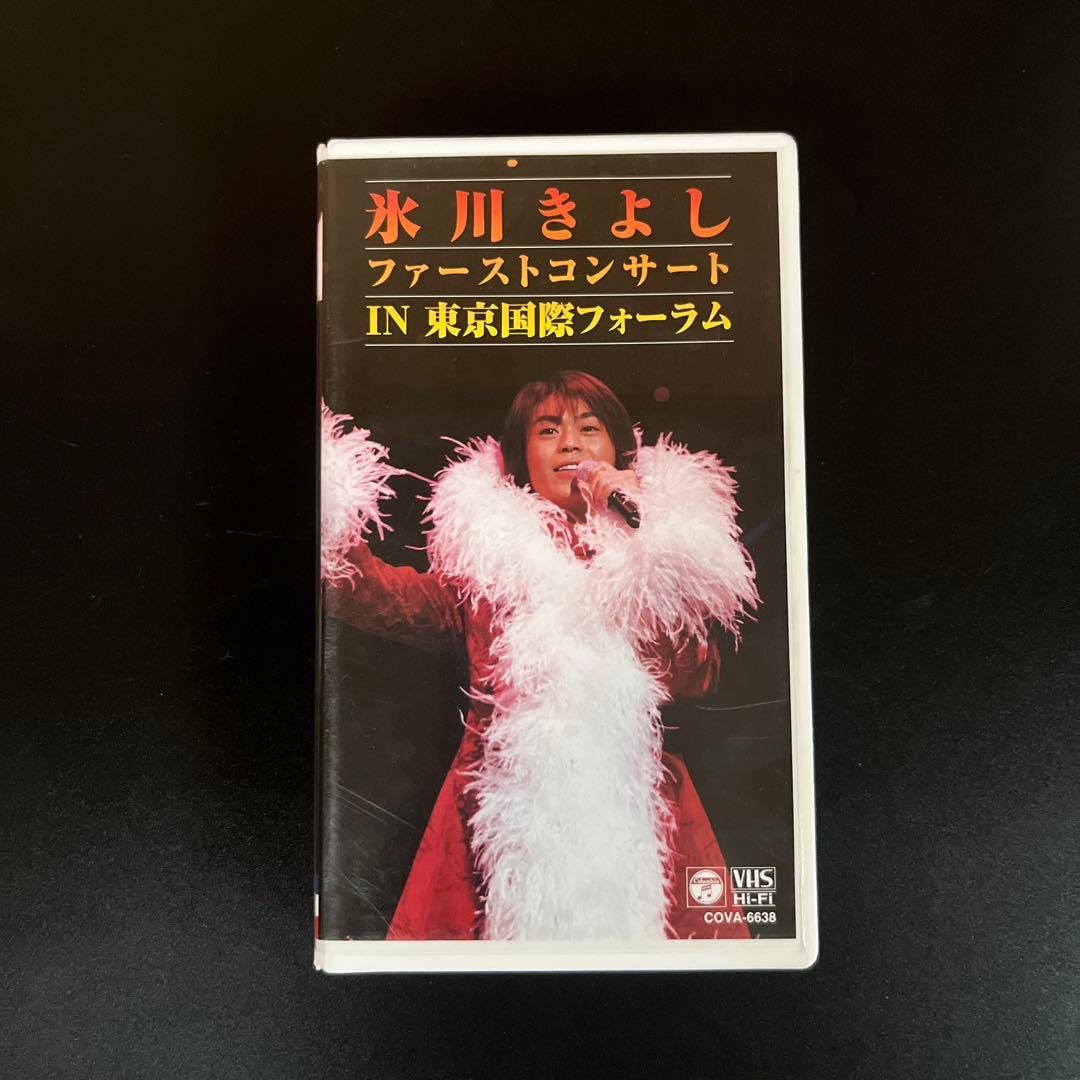 氷川きよし
ファーストコンサート
IN 東京国際フォーラム
Columbia
VHS
Hi-Fi
COVA-6638